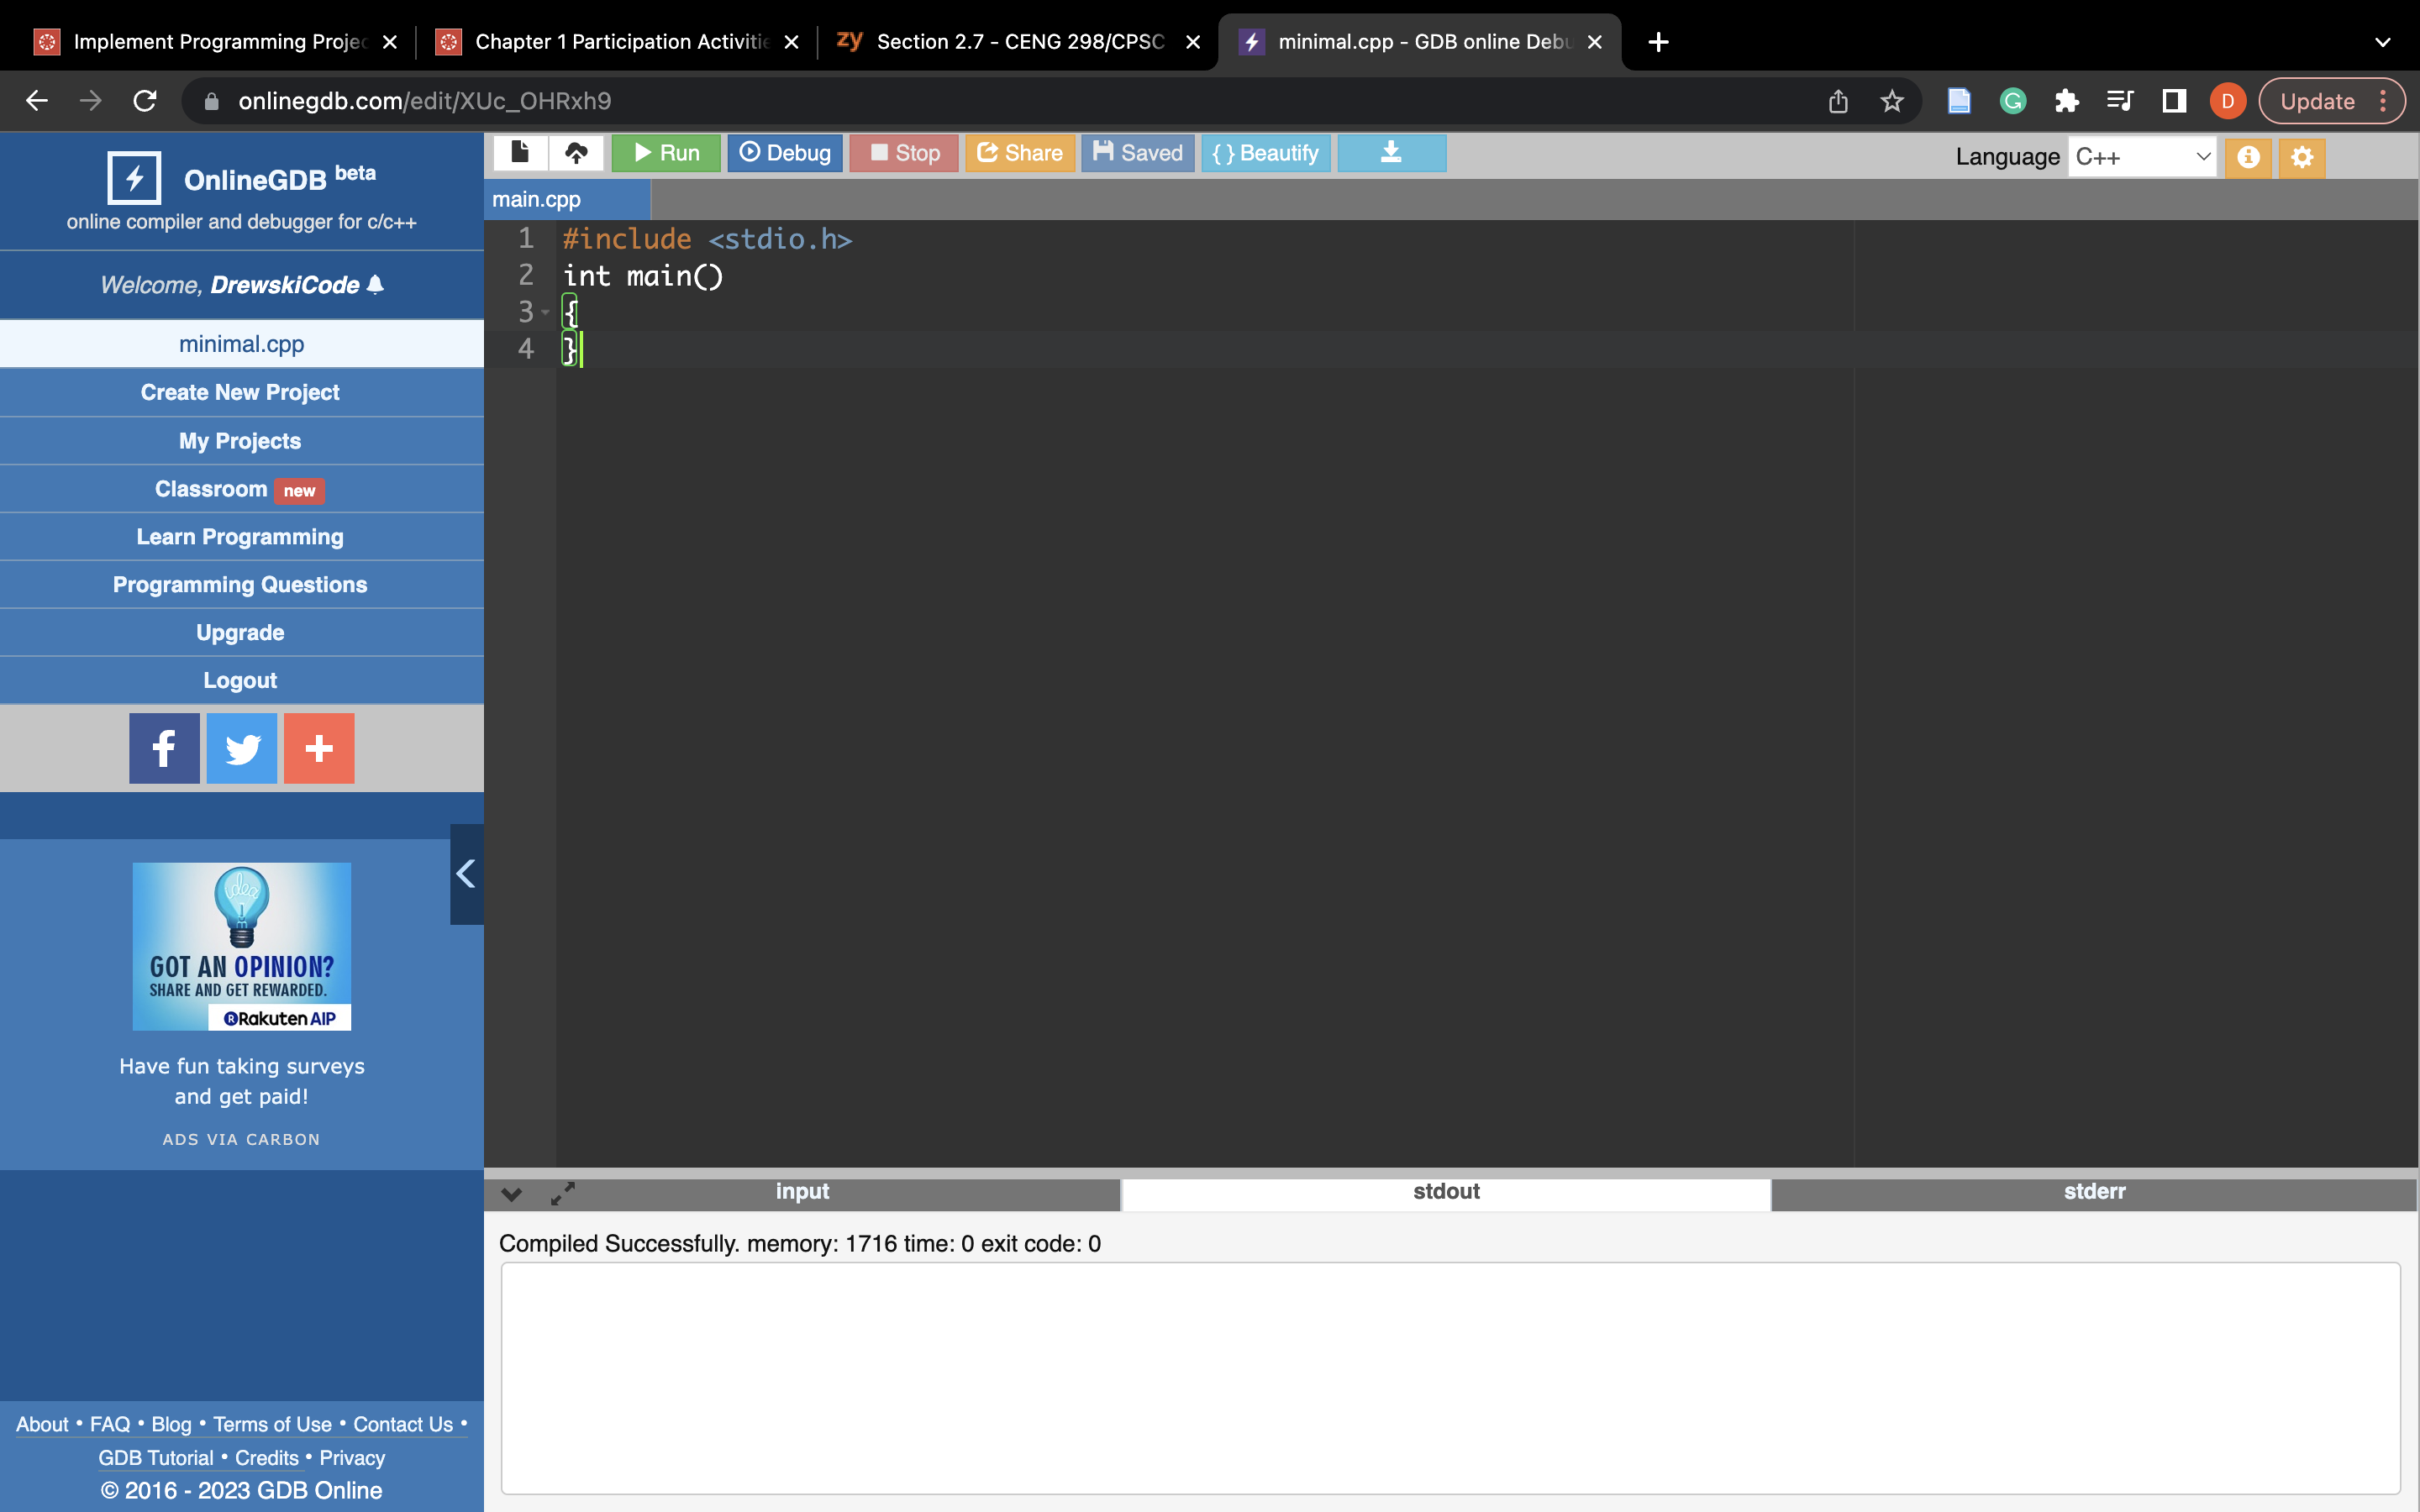 Implement Programming Projec
Chapter 1 Participation Activitie
zy Section 2.7 - CENG 298/CPSC
minimal.cpp - GDB online Debu
onlinegdb.com/edit/XUc_OHRxh9
G
D
Update
OnlineGDB beta
online compiler and debugger for c/c++
Welcome, DrewskiCode
minimal.cpp
Create New Project
My Projects
Classroom new
Learn Programming
Programming Questions
Upgrade
Logout
f
idea
GOT AN OPINION?
SHARE AND GET REWARDED.
R Rakuten AIP
Have fun taking surveys
and get paid!
ADS VIA CARBON
About • FAQ • Blog • Terms of Use • Contact Us •
GDB Tutorial • Credits • Privacy
© 2016 - 2023 GDB Online
Run Debug Stop Share Saved { } Beautify
Language C++
main.cpp
1 #include <stdio.h>
2 int main()
3 {
4 }
input stdout stderr
Compiled Successfully. memory: 1716 time: 0 exit code: 0